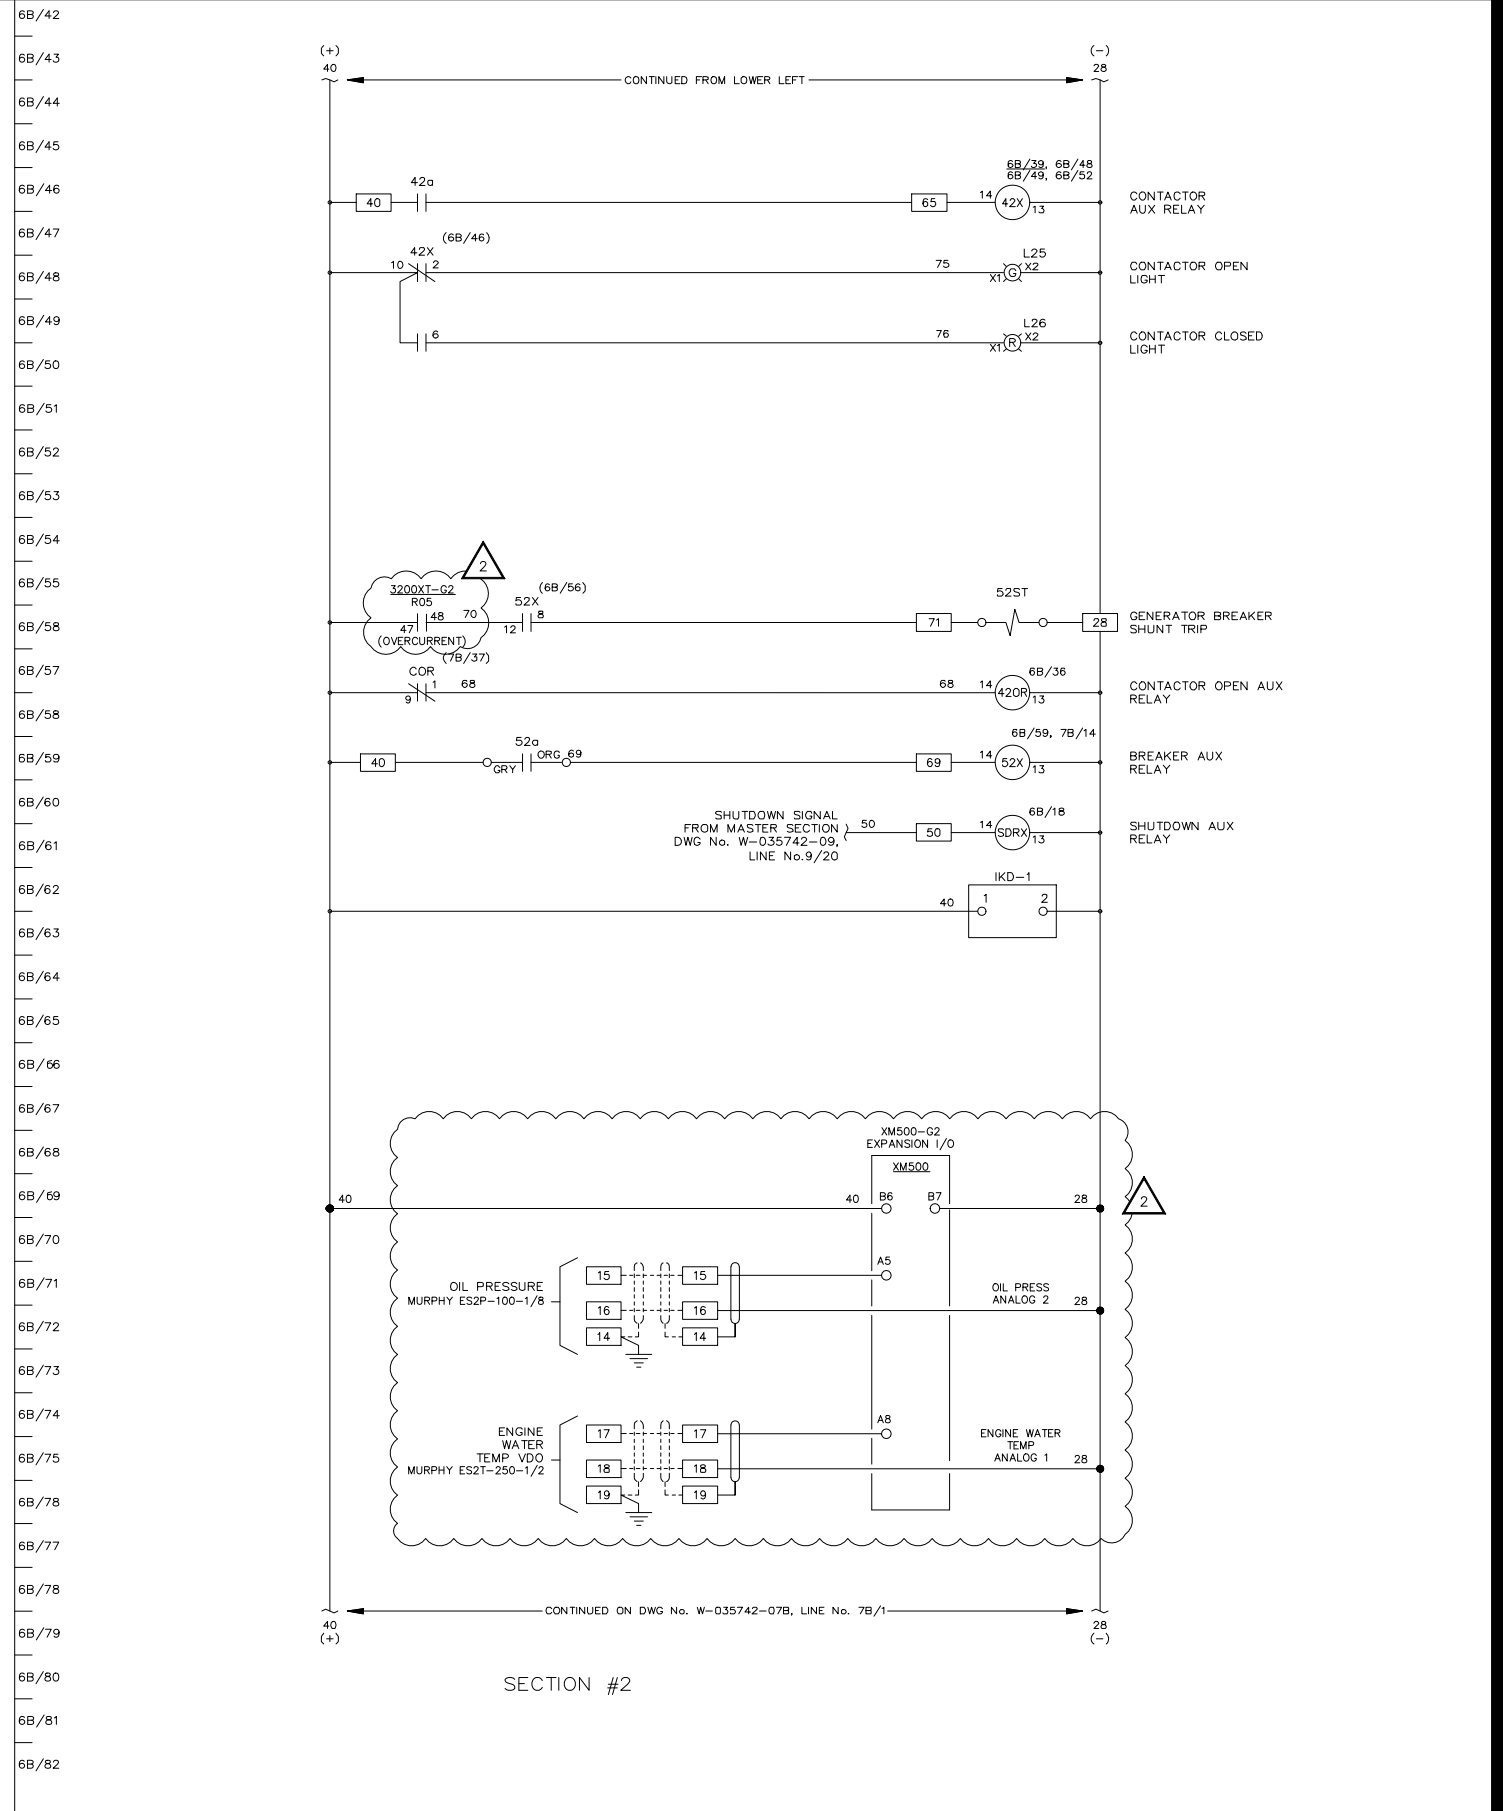 6B/42
6B/43
6B/44
6B/45
6B/46
6B/47
6B/48
6B/49
6B/50
6B/51
6B/52
6B/53
6B/54
6B/55
6B/58
6B/57
6B/58
6B/59
6B/60
6B/61
6B/62
6B/63
6B/64
6B/65
6B/66
6B/67
6B/68
6B/69
6B/70
6B/71
6B/72
6B/73
6B/74
6B/75
6B/78
6B/77
6B/78
6B/79
6B/80
6B/81
6B/82
(+) (-)
40 CONTINUED FROM LOWER LEFT 28
6B/39, 6B/48
6B/49, 6B/52
40 42a 65 14 42X 13
CONTACTOR
AUX RELAY
(6B/46)
42X
10 2 75 X1 G X2 L25
CONTACTOR OPEN
LIGHT
6 76 X1 R X2 L26
CONTACTOR CLOSED
LIGHT
2
3200XT-G2
R05
47 48 70
(OVERCURRENT)
(6B/56)
52X
12 8
71
52ST
28
GENERATOR BREAKER
SHUNT TRIP
(7B/37)
COR
9 1 68 68 14 420R 13
6B/36
CONTACTOR OPEN AUX
RELAY
6B/59, 7B/14
52a
40 GRY ORG 69 69 14 52X 13
BREAKER AUX
RELAY
SHUTDOWN SIGNAL
FROM MASTER SECTION
DWG No. W-035742-09,
LINE No.9/20
50 50 14 SDRX 13
6B/18
SHUTDOWN AUX
RELAY
IKD-1
40 1 2
XM500-G2
EXPANSION I/O
XM500
40 40 B6 B7 28
2
A5
OIL PRESSURE
MURPHY ES2P-100-1/8
15 15
16 16
14 14
OIL PRESS
ANALOG 2
28
A8
ENGINE
WATER
TEMP VDO
MURPHY ES2T-250-1/2
17 17
18 18
19 19
ENGINE WATER
TEMP
ANALOG 1
28
CONTINUED ON DWG No. W-035742-07B, LINE No. 7B/1
40 28
(+) (-)
SECTION #2